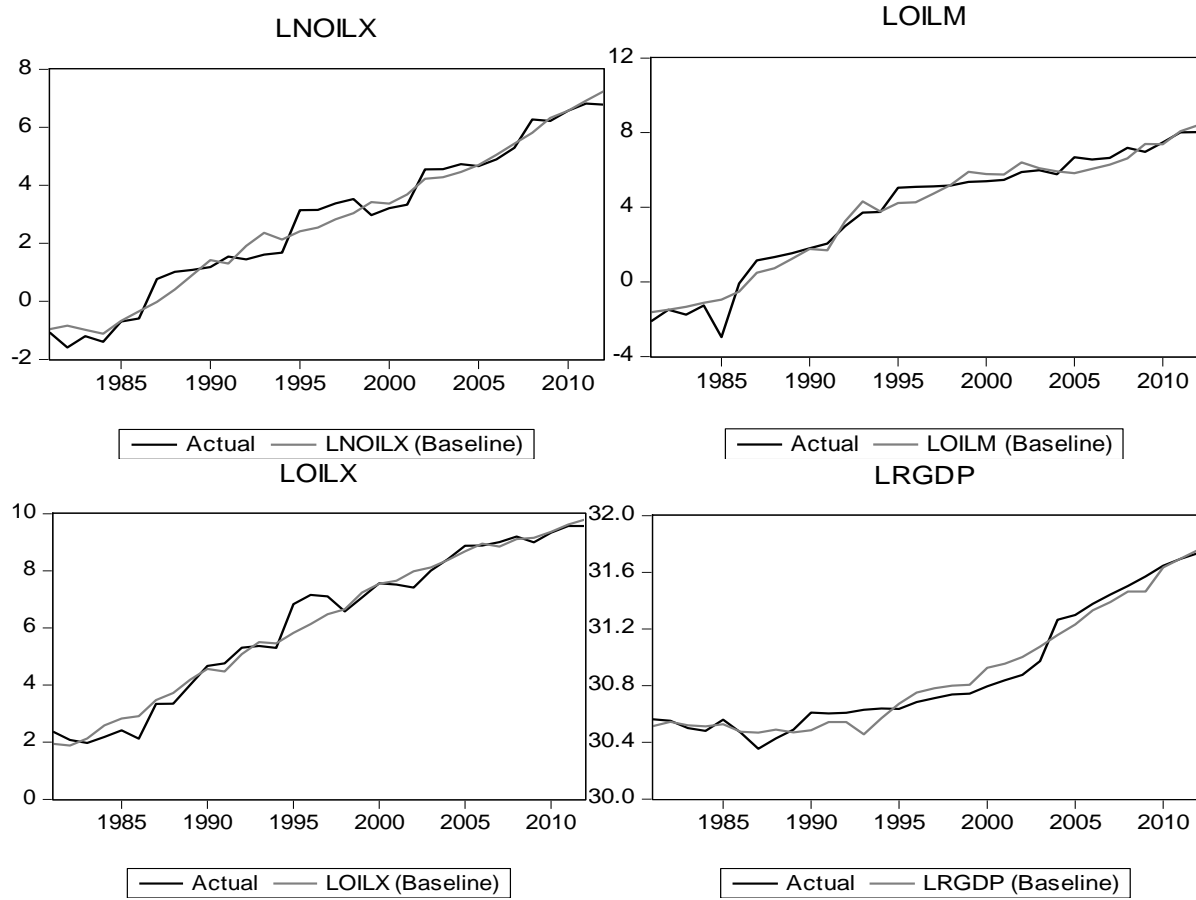 LNOILX
8
6
4
2
0
-2
1985 1990 1995 2000 2005 2010
Actual LNOILX (Baseline)
LOILM
12
8
4
0
-4
1985 1990 1995 2000 2005 2010
Actual LOILM (Baseline)
LOILX
10
8
6
4
2
0
1985 1990 1995 2000 2005 2010
Actual LOILX (Baseline)
LRGDP
32.0
31.6
31.2
30.8
30.4
30.0
1985 1990 1995 2000 2005 2010
Actual LRGDP (Baseline)